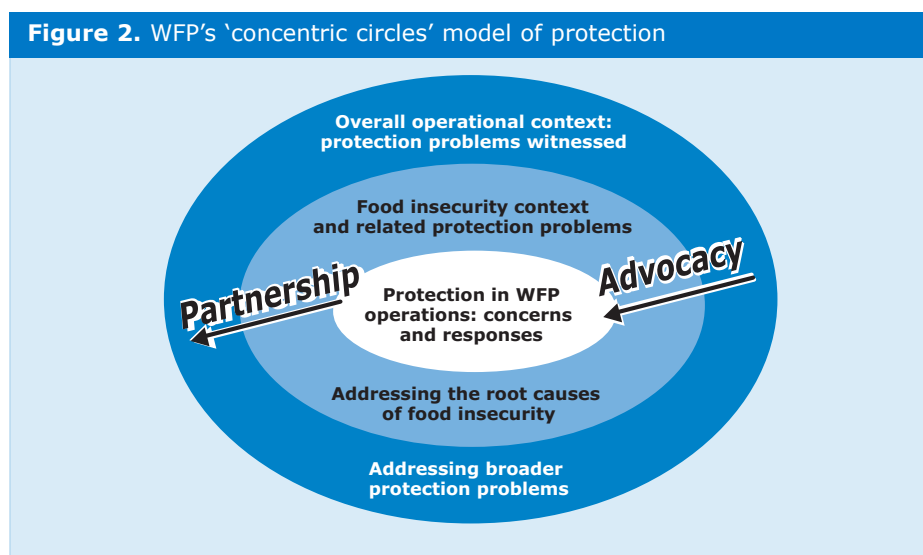 Figure 2. WFP's ‘concentric circles’ model of protection
Overall operational context:
protection problems witnessed
Food insecurity context
and related protection problems
Partnership
Advocacy
Protection in WFP
operations: concerns
and responses
Addressing the root causes
of food insecurity
Addressing broader
protection problems